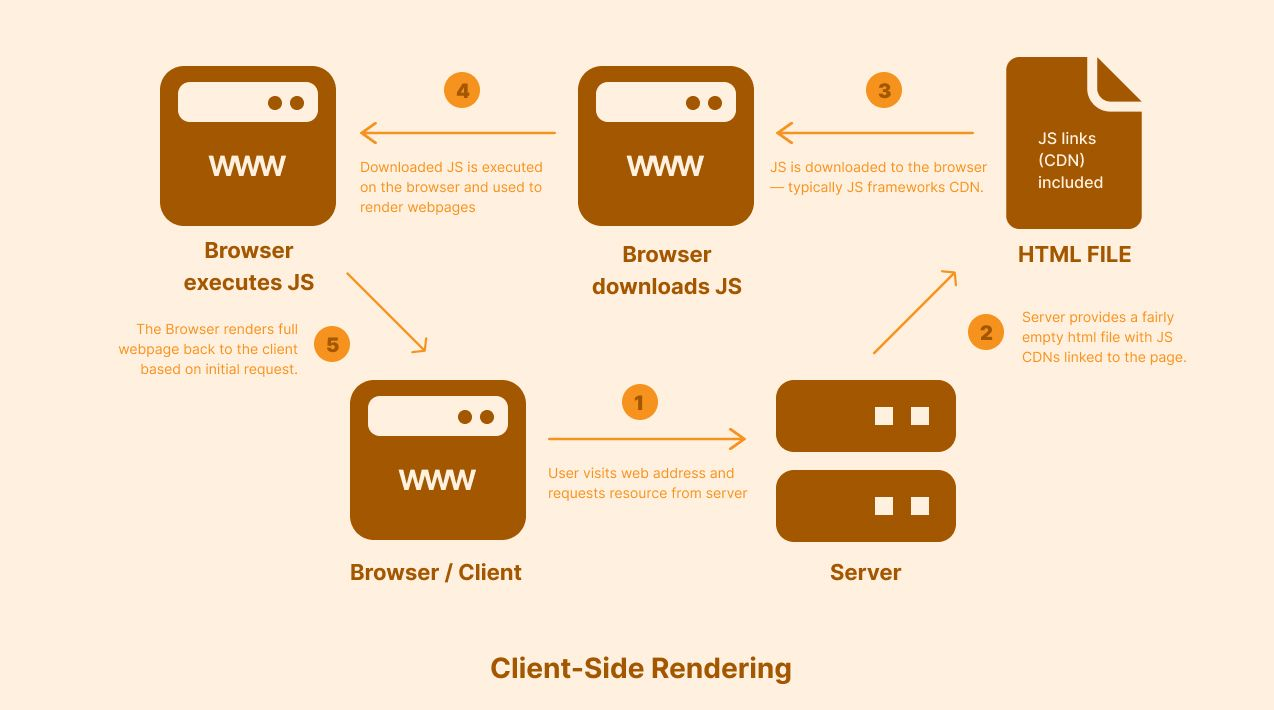 4
3
WWW
WWW
JS links
(CDN)
included
Downloaded JS is executed
on the browser and used to
render webpages
JS is downloaded to the browser
— typically JS frameworks CDN.
Browser
executes JS
Browser
downloads JS
HTML FILE
The Browser renders full
webpage back to the client
based on initial request.
5
2
Server provides a fairly
empty html file with JS
CDNs linked to the page.
WWW
1
User visits web address and
requests resource from server
Browser / Client
Server
Client-Side Rendering